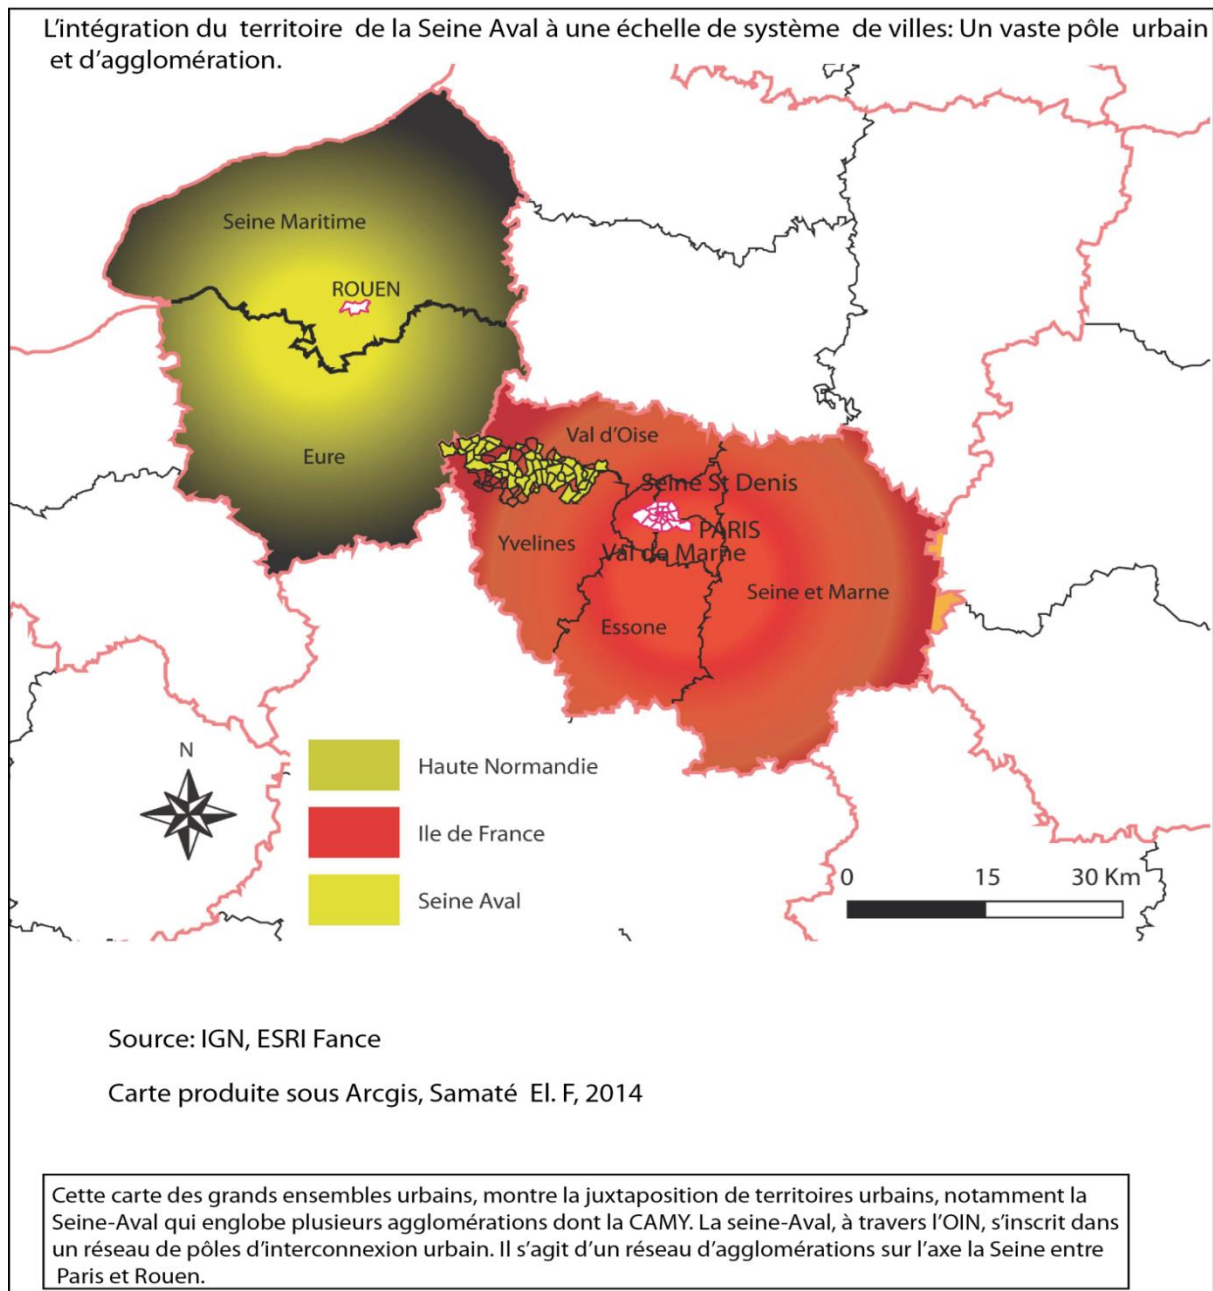 L'intégration du territoire de la Seine Aval à une échelle de système de villes: Un vaste pôle urbain
et d'agglomération.
Seine Maritime
ROUEN
Eure
Val d'Oise
Seine St Denis
PARIS
Yvelines
Val de Marne
Seine et Marne
Essone
N
Haute Normandie
Ile de France
Seine Aval
0 15 30 Km
Source: IGN, ESRI Fance
Carte produite sous Arcgis, Samaté El. F, 2014
Cette carte des grands ensembles urbains, montre la juxtaposition de territoires urbains, notamment la
Seine-Aval qui englobe plusieurs agglomérations dont la CAMY. La seine-Aval, à travers l'OIN, s'inscrit dans
un réseau de pôles d'interconnexion urbain. Il s'agit d'un réseau d'agglomérations sur l'axe la Seine entre
Paris et Rouen.